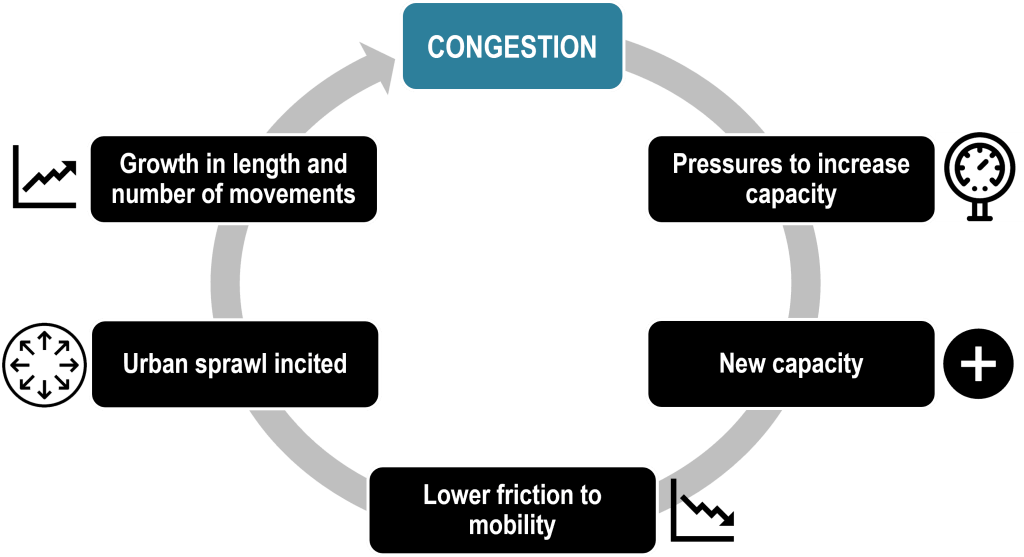 CONGESTION
Pressures to increase
capacity
New capacity
Lower friction to
mobility
Urban sprawl incited
Growth in length and
number of movements